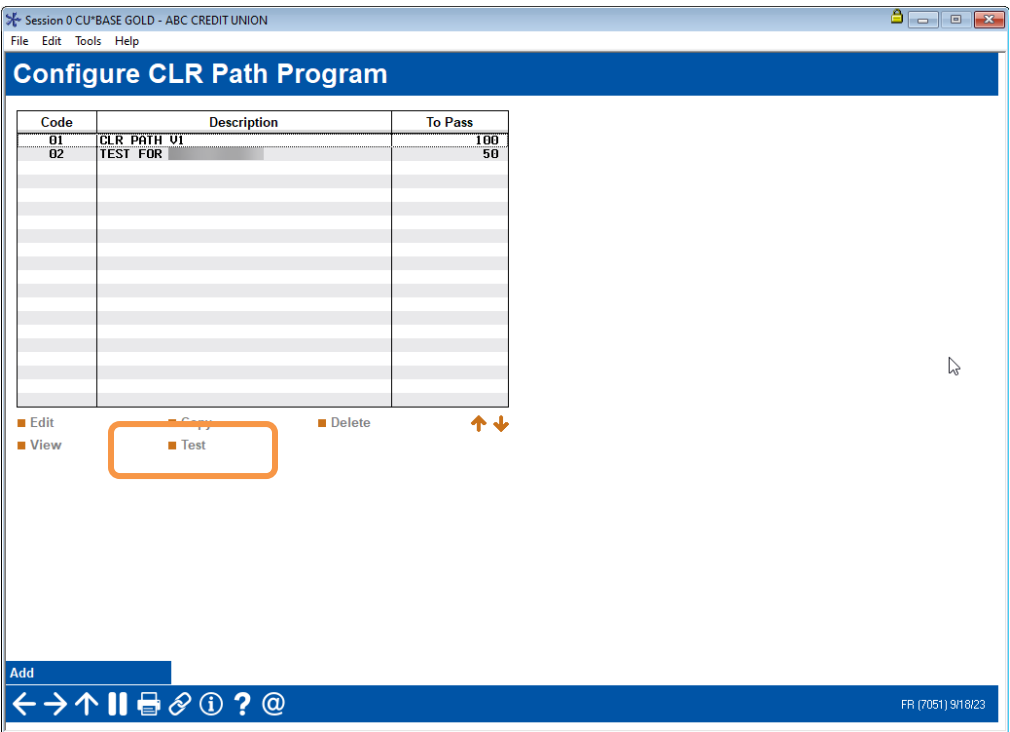 Session 0 CU*BASE GOLD - ABC CREDIT UNION
File Edit Tools Help
Configure CLR Path Program
Code Description To Pass
01 CLR PATH V1 100
02 TEST FOR 50
Edit Copy Delete
View Test
Add
FR (7051) 9/18/23